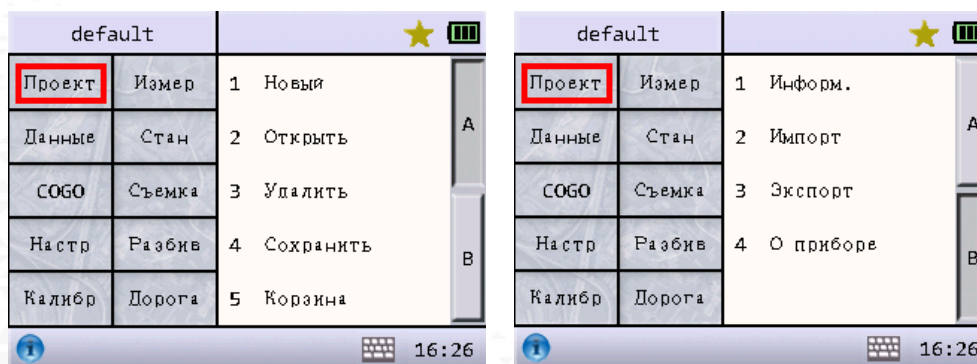 default
Проект Измер
Данные Стан
COGO Съемка
Настр Разбив
Калибр Дорога
1 Новый
2 Открыть
3 Удалить
4 Сохранить
5 Корзина
A
B
16:26
default
Проект Измер
Данные Стан
COGO Съемка
Настр Разбив
Калибр Дорога
1 Информ.
2 Импорт
3 Экспорт
4 О приборе
A
B
16:26